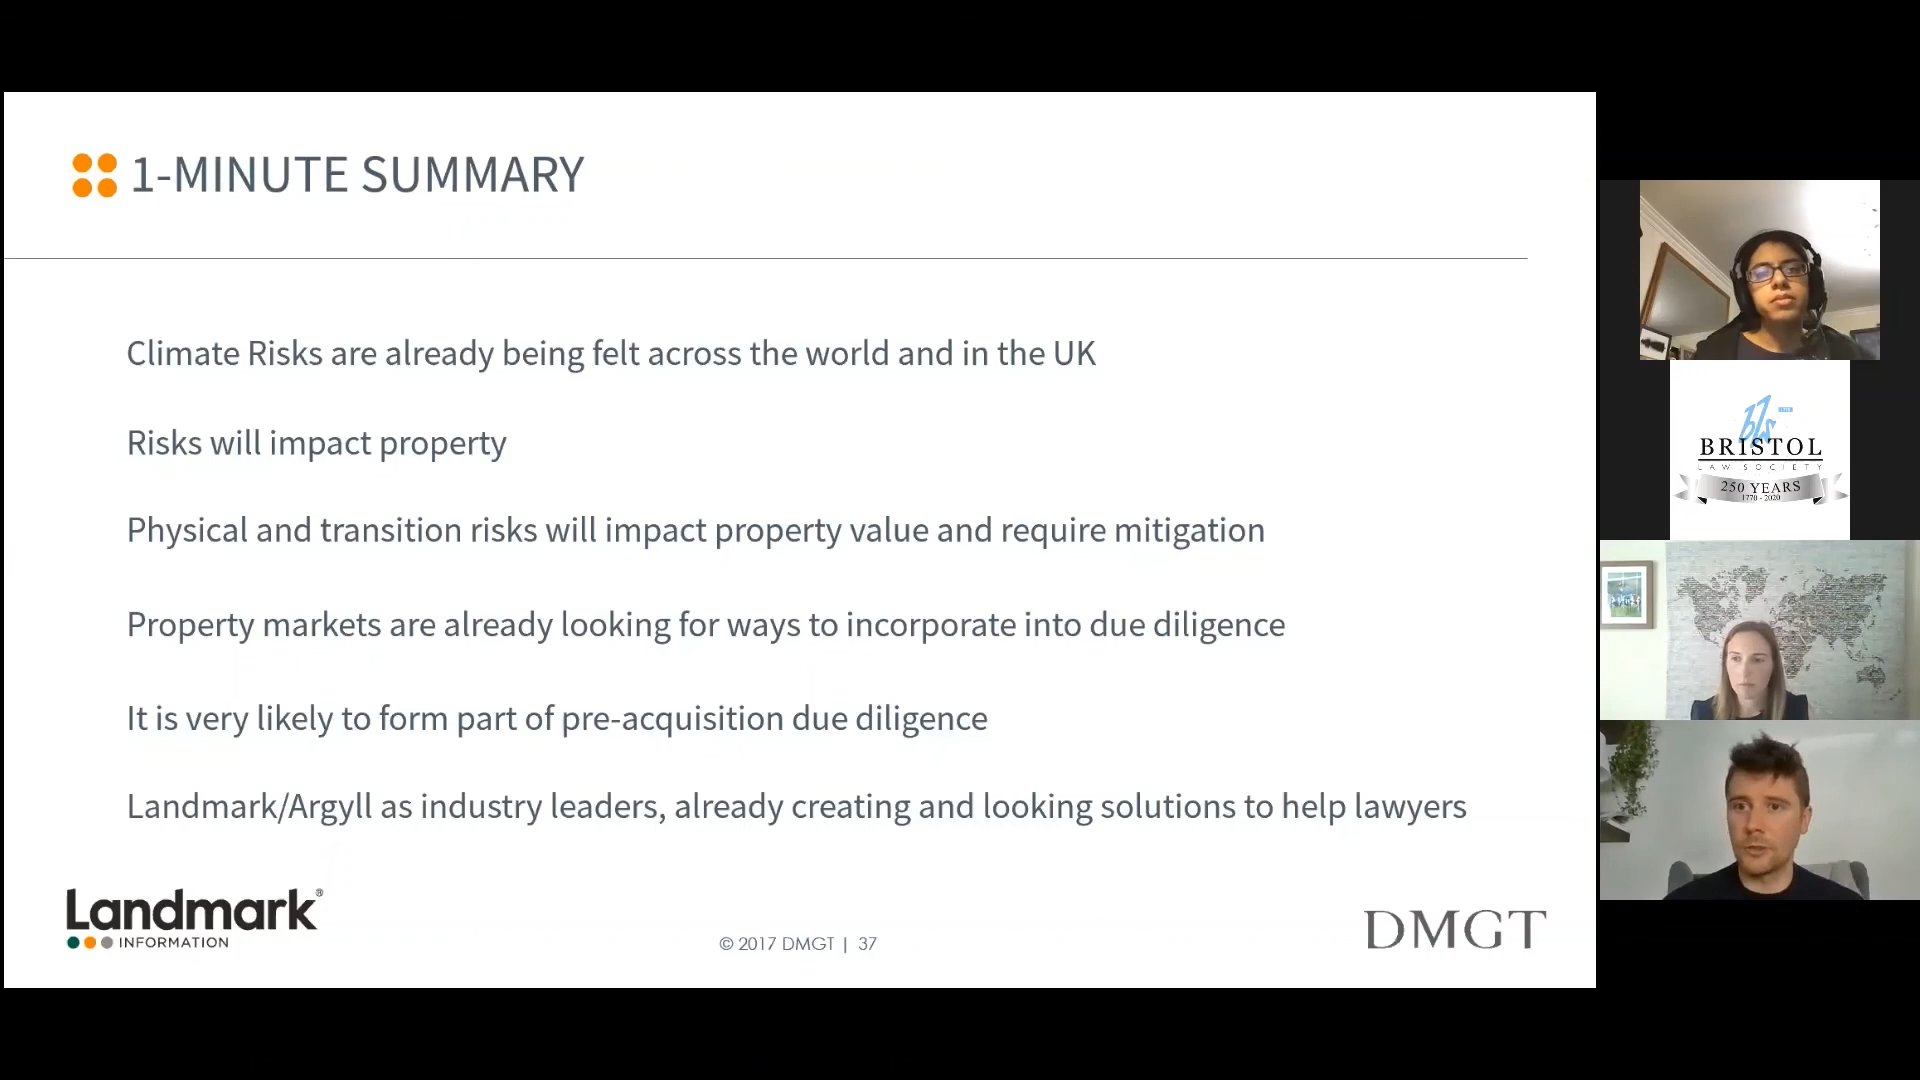 1-MINUTE SUMMARY
Climate Risks are already being felt across the world and in the UK
Risks will impact property
Physical and transition risks will impact property value and require mitigation
Property markets are already looking for ways to incorporate into due diligence
It is very likely to form part of pre-acquisition due diligence
Landmark/Argyll as industry leaders, already creating and looking solutions to help lawyers
Landmark®
INFORMATION
© 2017 DMGT | 37
DMGT
bls
BRISTOL
LAW SOCIETY
250 YEARS
1770 - 2020